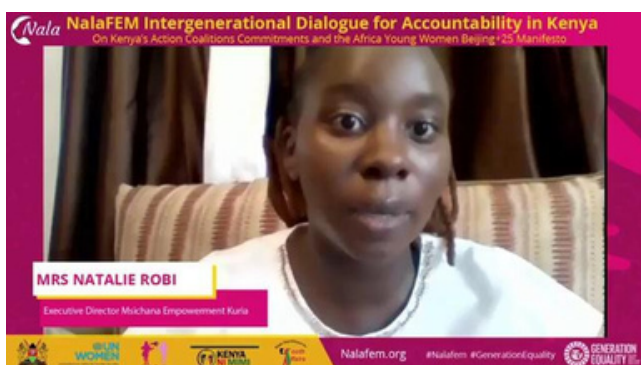 Nala
NalaFEM Intergenerational Dialogue for Accountability in Kenya
On Kenya's Action Coalitions Commitments and the Africa Young Women Beijing+25 Manifesto
MRS NATALIE ROBI
Executive Director Msichana Empowerment Kuria
UN
WOMEN
KENYA
NI MIMI
Nalafem.org
#Nalafem #GenerationEquality
GENERATION
EQUALITY